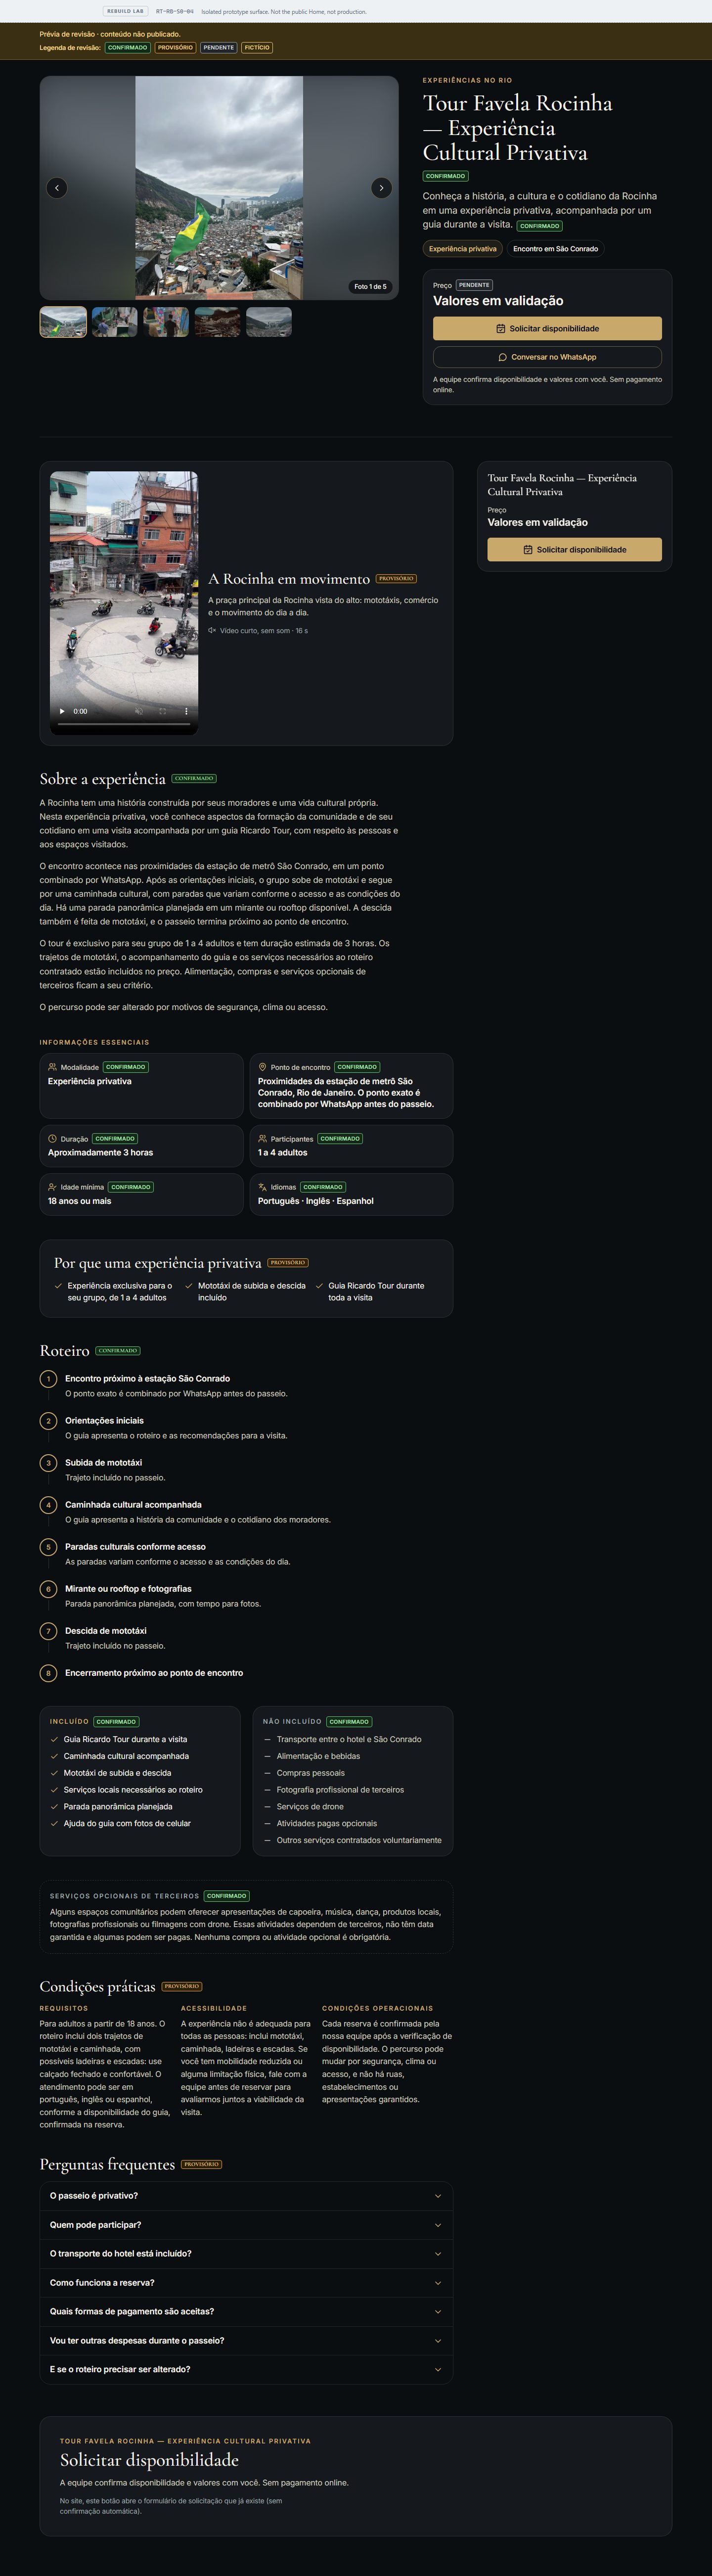 REBUILD LAB RT-RB-S0-04 Isolated prototype surface. Not the public Home, not production.
Prévia de revisão · conteúdo não publicado.
Legenda de revisão: CONFIRMADO PROVISÓRIO PENDENTE FICTÍCIO
Foto 1 de 5
EXPERIÊNCIAS NO RIO
Tour Favela Rocinha
— Experiência
Cultural Privativa
CONFIRMADO
Conheça a história, a cultura e o cotidiano da Rocinha
em uma experiência privativa, acompanhada por um
guia durante a visita. CONFIRMADO
Experiência privativa
Encontro em São Conrado
Preço PENDENTE
Valores em validação
Solicitar disponibilidade
Conversar no WhatsApp
A equipe confirma disponibilidade e valores com você. Sem pagamento
online.
0:00
A Rocinha em movimento PROVISÓRIO
A praça principal da Rocinha vista do alto: mototáxis, comércio
e o movimento do dia a dia.
Vídeo curto, sem som · 16 s
Tour Favela Rocinha — Experiência
Cultural Privativa
Preço
Valores em validação
Solicitar disponibilidade
Sobre a experiência CONFIRMADO
A Rocinha tem uma história construída por seus moradores e uma vida cultural própria.
Nesta experiência privativa, você conhece aspectos da formação da comunidade e de seu
cotidiano em uma visita acompanhada por um guia Ricardo Tour, com respeito às pessoas e
aos espaços visitados.
O encontro acontece nas proximidades da estação de metrô São Conrado, em um ponto
combinado por WhatsApp. Após as orientações iniciais, o grupo sobe de mototáxi e segue
por uma caminhada cultural, com paradas que variam conforme o acesso e as condições do
dia. Há uma parada panorâmica planejada em um mirante ou rooftop disponível. A descida
também é feita de mototáxi, e o passeio termina próximo ao ponto de encontro.
O tour é exclusivo para seu grupo de 1 a 4 adultos e tem duração estimada de 3 horas. Os
trajetos de mototáxi, o acompanhamento do guia e os serviços necessários ao roteiro
contratado estão incluídos no preço. Alimentação, compras e serviços opcionais de
terceiros ficam a seu critério.
O percurso pode ser alterado por motivos de segurança, clima ou acesso.
INFORMAÇÕES ESSENCIAIS
Modalidade CONFIRMADO
Experiência privativa
Ponto de encontro CONFIRMADO
Proximidades da estação de metrô São
Conrado, Rio de Janeiro. O ponto exato é
combinado por WhatsApp antes do passeio.
Duração CONFIRMADO
Aproximadamente 3 horas
Participantes CONFIRMADO
1 a 4 adultos
Idade mínima CONFIRMADO
18 anos ou mais
Idiomas CONFIRMADO
Português · Inglês · Espanhol
Por que uma experiência privativa PROVISÓRIO
Experiência exclusiva para o
seu grupo, de 1 a 4 adultos
Mototáxi de subida e descida
incluído
Guia Ricardo Tour durante
toda a visita
Roteiro CONFIRMADO
1 Encontro próximo à estação São Conrado
O ponto exato é combinado por WhatsApp antes do passeio.
2 Orientações iniciais
O guia apresenta o roteiro e as recomendações para a visita.
3 Subida de mototáxi
Trajeto incluído no passeio.
4 Caminhada cultural acompanhada
O guia apresenta a história da comunidade e o cotidiano dos moradores.
5 Paradas culturais conforme acesso
As paradas variam conforme o acesso e as condições do dia.
6 Mirante ou rooftop e fotografias
Parada panorâmica planejada, com tempo para fotos.
7 Descida de mototáxi
Trajeto incluído no passeio.
8 Encerramento próximo ao ponto de encontro
INCLUÍDO CONFIRMADO
Guia Ricardo Tour durante a visita
Caminhada cultural acompanhada
Mototáxi de subida e descida
Serviços locais necessários ao roteiro
Parada panorâmica planejada
Ajuda do guia com fotos de celular
NÃO INCLUÍDO CONFIRMADO
— Transporte entre o hotel e São Conrado
— Alimentação e bebidas
— Compras pessoais
— Fotografia profissional de terceiros
— Serviços de drone
— Atividades pagas opcionais
— Outros serviços contratados voluntariamente
SERVIÇOS OPCIONAIS DE TERCEIROS CONFIRMADO
Alguns espaços comunitários podem oferecer apresentações de capoeira, música, dança, produtos locais,
fotografias profissionais ou filmagens com drone. Essas atividades dependem de terceiros, não têm data
garantida e algumas podem ser pagas. Nenhuma compra ou atividade opcional é obrigatória.
Condições práticas PROVISÓRIO
REQUISITOS
Para adultos a partir de 18 anos. O
roteiro inclui dois trajetos de
mototáxi e caminhada, com
possíveis ladeiras e escadas: use
calçado fechado e confortável. O
atendimento pode ser em
português, inglês ou espanhol,
conforme a disponibilidade do guia,
confirmada na reserva.
ACESSIBILIDADE
A experiência não é adequada para
todas as pessoas: inclui mototáxi,
caminhada, ladeiras e escadas. Se
você tem mobilidade reduzida ou
alguma limitação física, fale com a
equipe antes de reservar para
avaliarmos juntos a viabilidade da
visita.
CONDIÇÕES OPERACIONAIS
Cada reserva é confirmada pela
nossa equipe após a verificação de
disponibilidade. O percurso pode
mudar por segurança, clima ou
acesso, e não há ruas,
estabelecimentos ou
apresentações garantidos.
Perguntas frequentes PROVISÓRIO
O passeio é privativo?
Quem pode participar?
O transporte do hotel está incluído?
Como funciona a reserva?
Quais formas de pagamento são aceitas?
Vou ter outras despesas durante o passeio?
E se o roteiro precisar ser alterado?
TOUR FAVELA ROCINHA — EXPERIÊNCIA CULTURAL PRIVATIVA
Solicitar disponibilidade
A equipe confirma disponibilidade e valores com você. Sem pagamento online.
No site, este botão abre o formulário de solicitação que já existe (sem
confirmação automática).